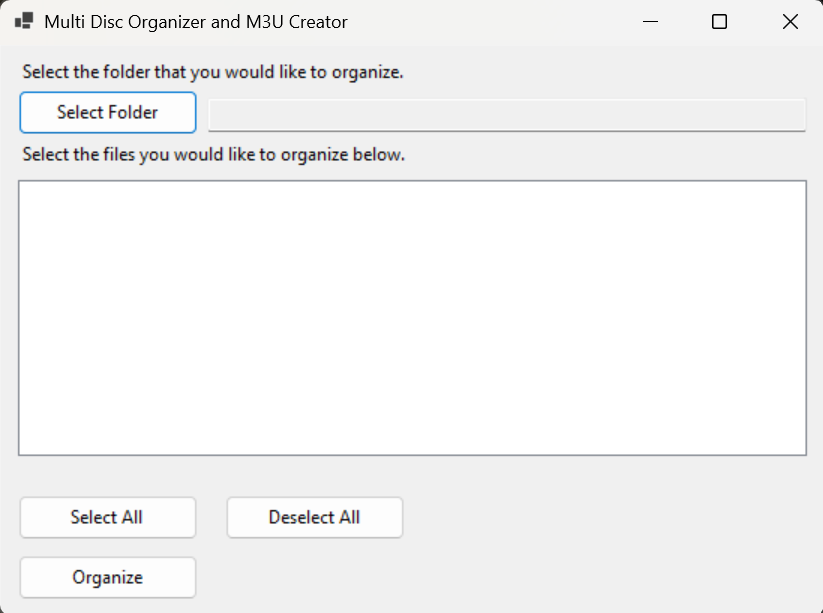 Multi Disc Organizer and M3U Creator
Select the folder that you would like to organize.
Select Folder
Select the files you would like to organize below.
Select All
Deselect All
Organize